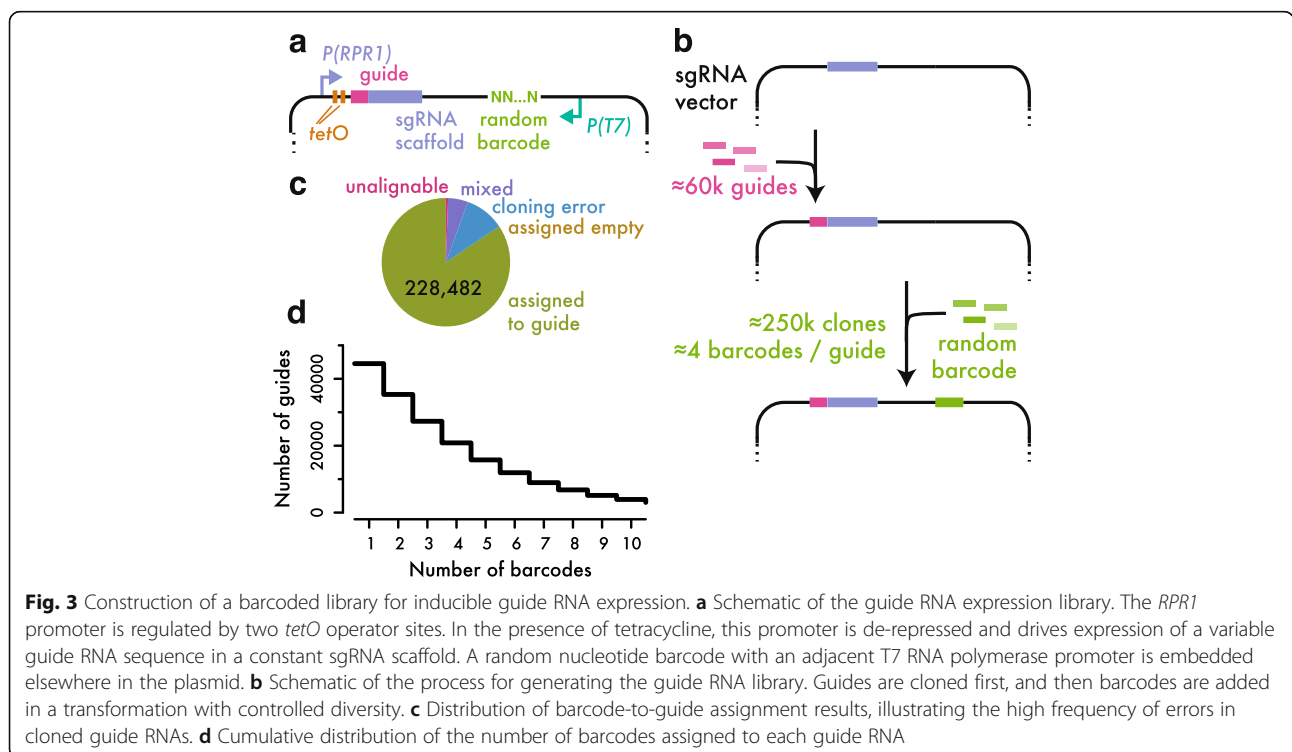 a
P(RPR1)
guide
NN...N
tetO
sgRNA
scaffold
random
barcode
P(T7)
b
sgRNA
vector
≈60k guides
≈250k clones
≈4 barcodes / guide
random
barcode
c
unalignable
mixed
cloning error
assigned empty
228,482
assigned
to guide
d
Number of guides
0
20000
40000
1 2 3 4 5 6 7 8 9 10
Number of barcodes
Fig. 3 Construction of a barcoded library for inducible guide RNA expression. a Schematic of the guide RNA expression library. The RPR1
promoter is regulated by two tetO operator sites. In the presence of tetracycline, this promoter is de-repressed and drives expression of a variable
guide RNA sequence in a constant sgRNA scaffold. A random nucleotide barcode with an adjacent T7 RNA polymerase promoter is embedded
elsewhere in the plasmid. b Schematic of the process for generating the guide RNA library. Guides are cloned first, and then barcodes are added
in a transformation with controlled diversity. c Distribution of barcode-to-guide assignment results, illustrating the high frequency of errors in
cloned guide RNAs. d Cumulative distribution of the number of barcodes assigned to each guide RNA